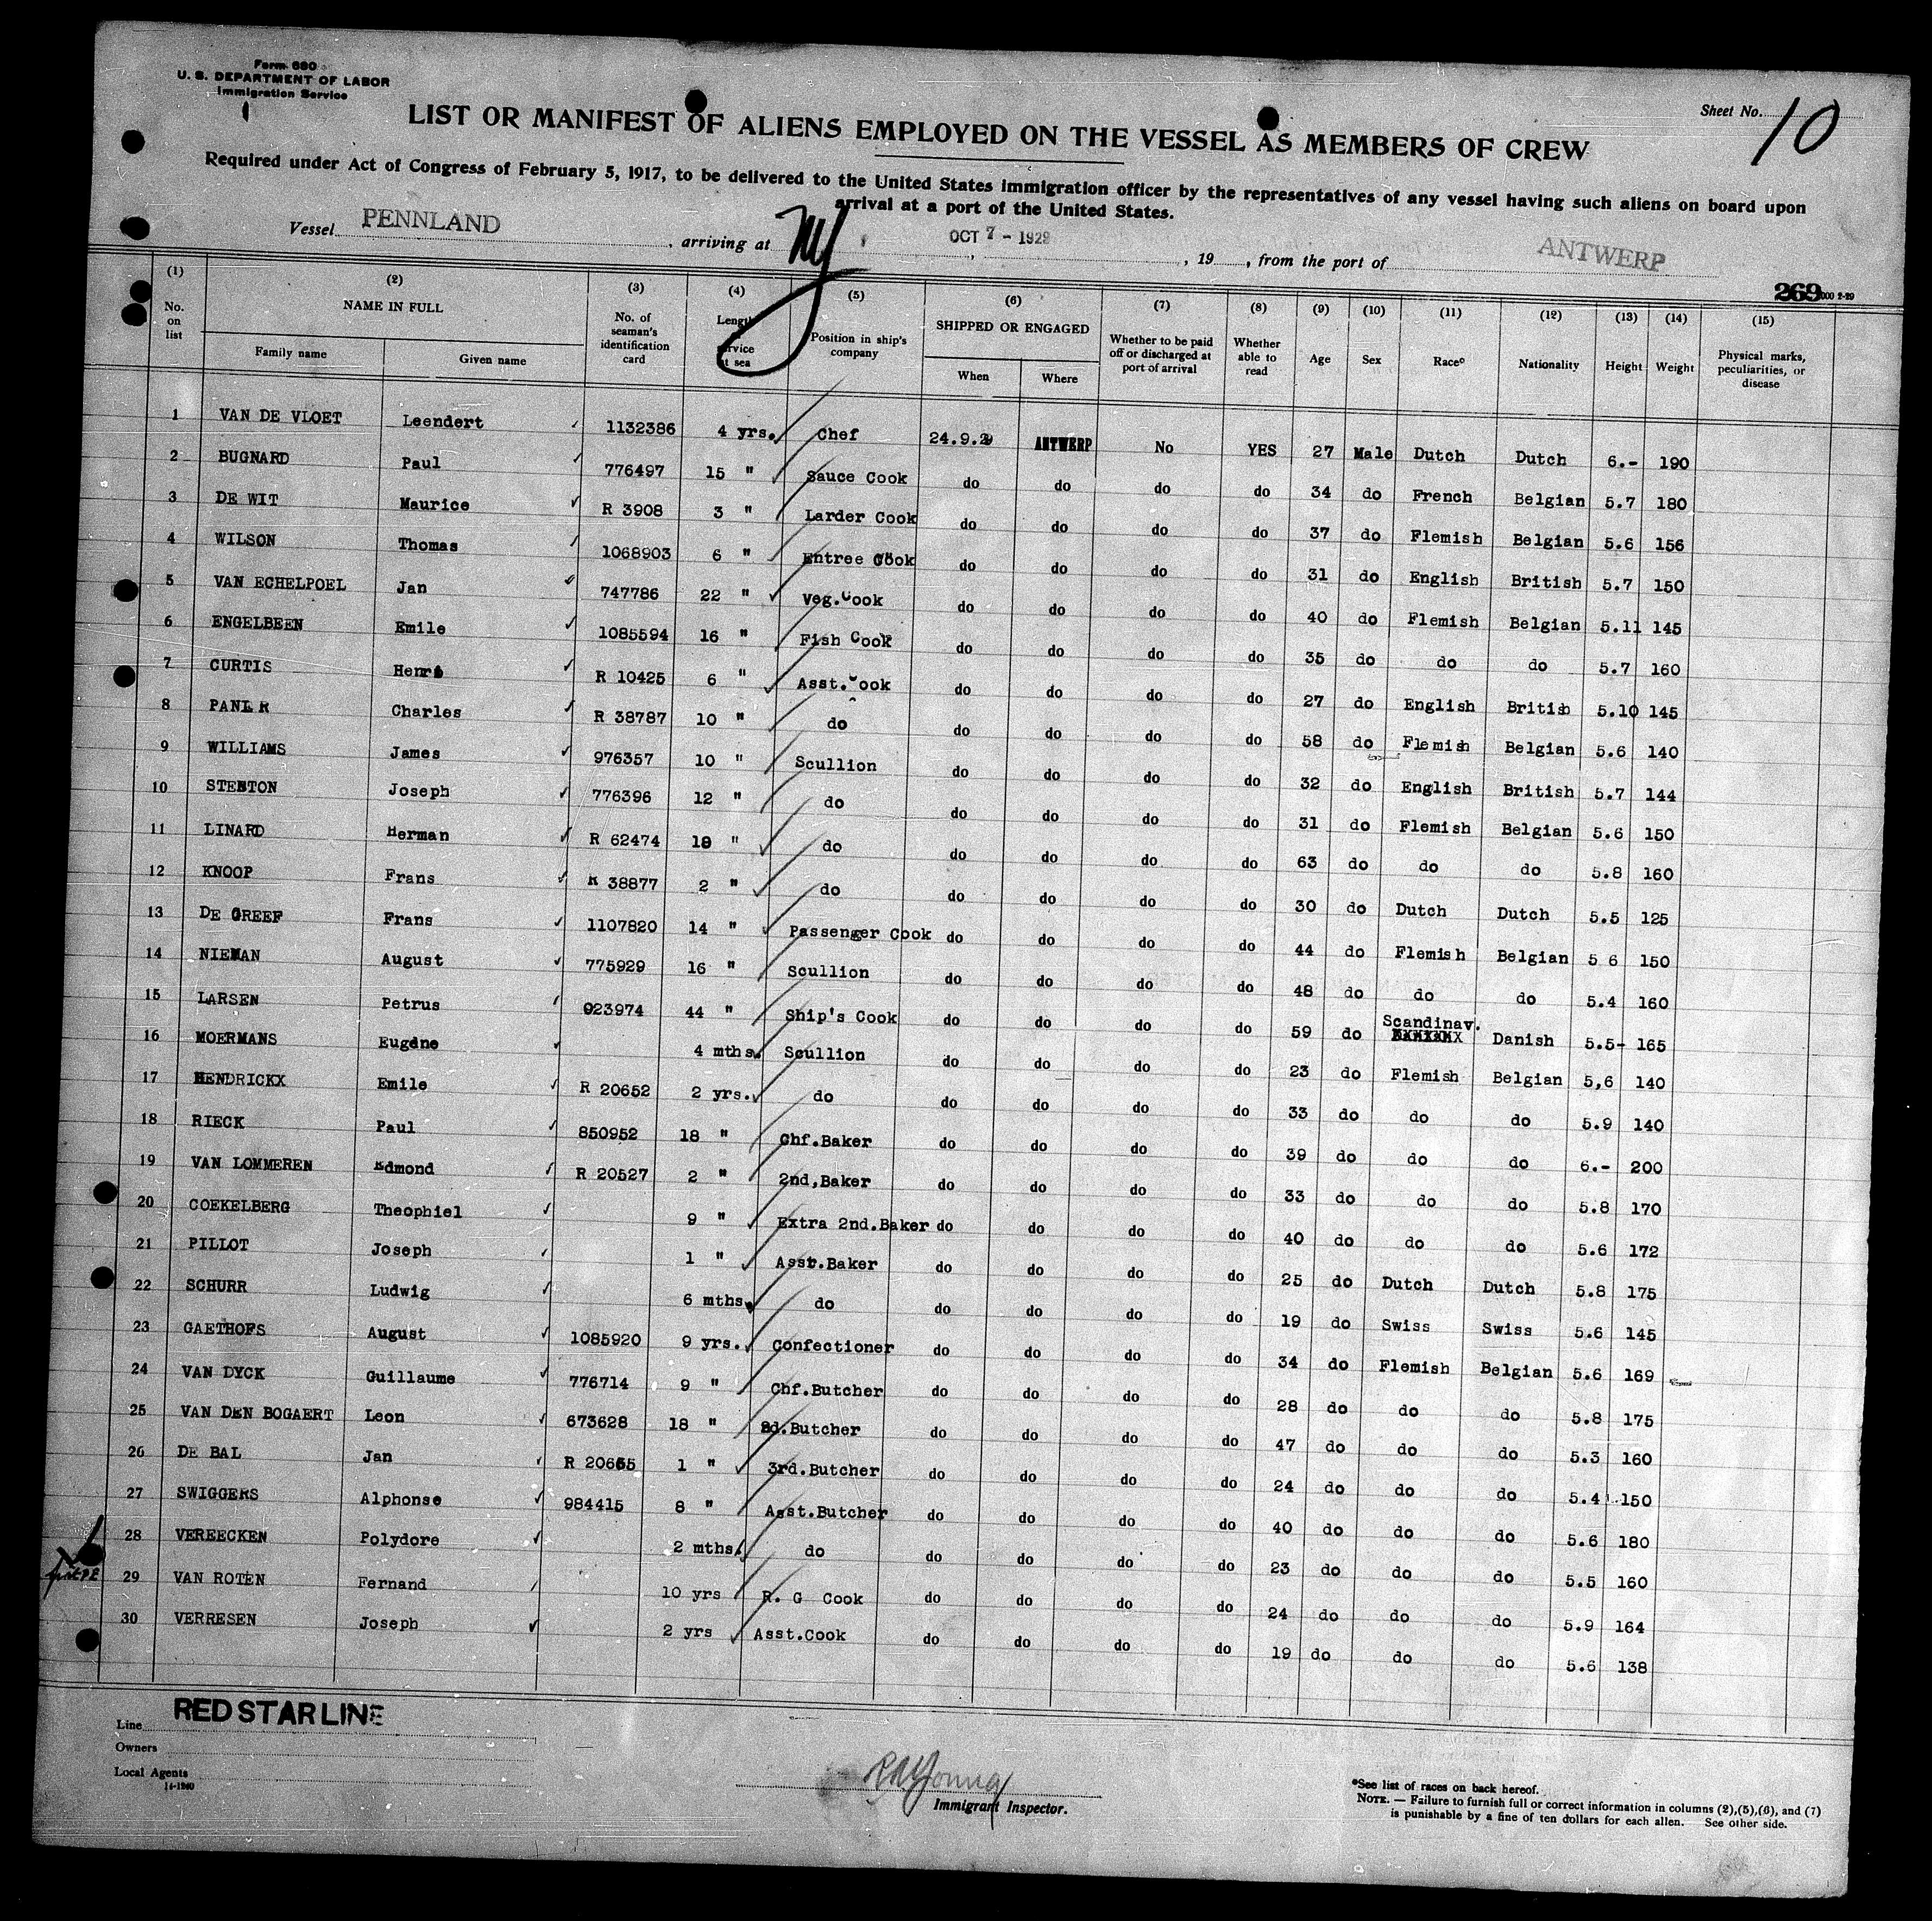 Form 680
U. S. DEPARTMENT OF LABOR
Immigration Service
Sheet No. 10
LIST OR MANIFEST OF ALIENS EMPLOYED ON THE VESSEL AS MEMBERS OF CREW
Required under Act of Congress of February 5, 1917, to be delivered to the United States immigration officer by the representatives of any vessel having such aliens on board upon
arrival at a port of the United States.
Vessel PENNLAND, arriving at NY, OCT 7 - 1929, 19, from the port of ANTWERP
269 000 2-29
(1) (2) (3) (4) (5) (6) (7) (8) (9) (10) (11) (12) (13) (14) (15)
No. on list NAME IN FULL Family name Given name No. of seaman's identification card Length service at sea Position in ship's company SHIPPED OR ENGAGED When Where Whether to be paid off or discharged at port of arrival Whether able to read Age Sex Race* Nationality Height Weight Physical marks, peculiarities, or disease
1 VAN DE VLOET Leendert 1132386 4 yrs. Chef 24.9.29 ANTWERP No YES 27 Male Dutch Dutch 6.- 190
2 BUGNARD Paul 776497 15 " Sauce Cook do do do do 34 do French Belgian 5.7 180
3 DE WIT Maurice R 3908 3 " Larder Cook do do do do 37 do Flemish Belgian 5.6 156
4 WILSON Thomas 1068903 6 " Entree Cook do do do do 31 do English British 5.7 150
5 VAN ECHELPOEL Jan 747786 22 " Veg.Cook do do do do 40 do Flemish Belgian 5.11 145
6 ENGELBEEN Emile 1085594 16 " Fish Cook do do do do 35 do do do 5.7 160
7 CURTIS Henri R 10425 6 " Asst.Cook do do do do 27 do English British 5.10 145
8 Charles R 38787 10 " do do do do do 58 do Flemish Belgian 5.6 140
9 WILLIAMS James 976357 10 " Scullion do do do do 32 do English British 5.7 144
10 STENTON Joseph 776396 12 " do do do do do 31 do Flemish Belgian 5.6 150
11 LINARD Herman R 62474 18 " do do do do do 63 do do do 5.8 160
12 KNOOP Frans R 38877 2 " do do do do do 30 do Dutch Dutch 5.5 125
13 DE GREEF Frans 1107820 14 " Passenger Cook do do do do 44 do Flemish Belgian 5 6 150
14 NIEMAN August 775929 16 " Scullion do do do do 48 do do do 5.4 160
15 LARSEN Petrus 923974 44 " Ship's Cook do do do do 59 do Scandinav. Danish 5.5- 165
16 MOERMANS Eugène 4 mths. Scullion do do do do 23 do Flemish Belgian 5,6 140
17 HENDRICKX Emile R 20652 2 yrs. do do do do do 33 do do do 5.9 140
18 RIECK Paul 850952 18 " Chf.Baker do do do do 39 do do do 6.- 200
19 VAN LOMMEREN Edmond R 20527 2 " 2nd,Baker do do do do 33 do do do 5.8 170
20 COEKELBERG Theophiel 9 " Extra 2nd.Baker do do do do 40 do do do 5.6 172
21 PILLOT Joseph 1 " Asst.Baker do do do do 25 do Dutch Dutch 5.8 175
22 SCHURR Ludwig 6 mths. do do do do do 19 do Swiss Swiss 5.6 145
23 GAETHOFS August 1085920 9 yrs. Confectioner do do do do 34 do Flemish Belgian 5.6 169
24 VAN DYCK Guillaume 776714 9 " Chf.Butcher do do do do 28 do do do 5.8 175
25 VAN DEN BOGAERT Leon 673628 18 " 2d.Butcher do do do do 47 do do do 5.3 160
26 DE BAL Jan R 20665 1 " 3rd.Butcher do do do do 24 do do do 5.4 150
27 SWIGGERS Alphonse 984415 8 " Asst.Butcher do do do do 40 do do do 5.6 180
28 VEREECKEN Polydore 2 mths. do do do do do 23 do do do 5.5 160
29 VAN ROTEN Fernand 10 yrs R. G Cook do do do do 24 do do do 5.9 164
30 VERRESEN Joseph 2 yrs Asst.Cook do do do do 19 do do do 5.6 138
Line RED STAR LINE
Owners
Local Agents
14-1240
RAYoung
Immigrant Inspector.
*See list of races on back hereof.
NOTE. — Failure to furnish full or correct information in columns (2),(5),(6), and (7)
is punishable by a fine of ten dollars for each alien. See other side.